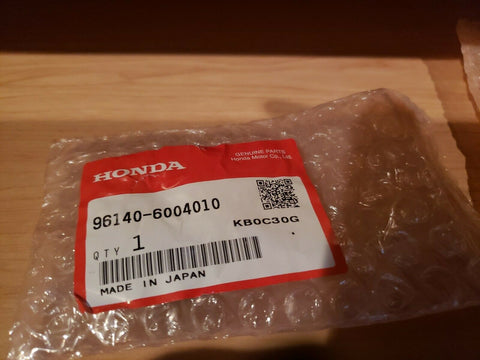 HONDA
GENUINE PARTS
Honda Motor Co., Ltd.
96140-6004010
KB0C30G
QTY 1
MADE IN JAPAN